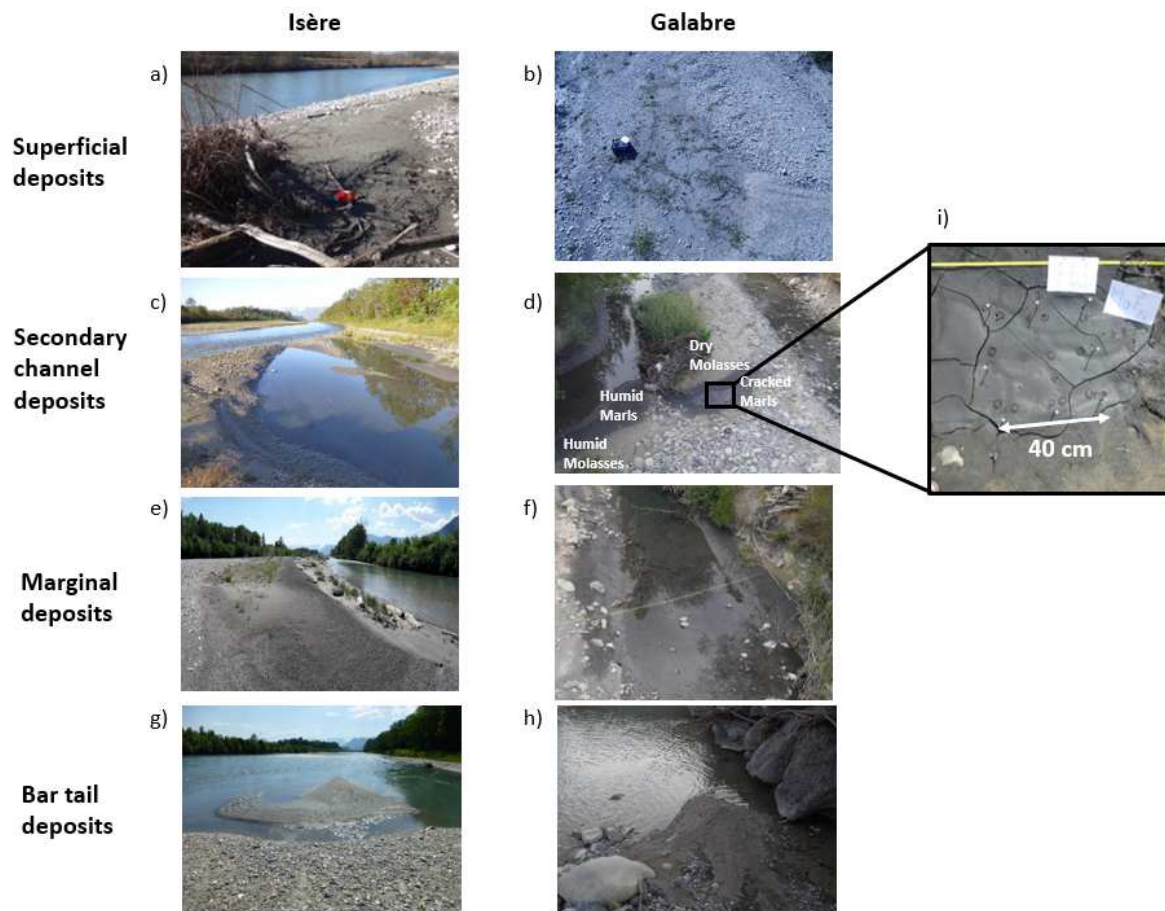 Isère
Galabre
a)
b)
Superficial
deposits
i)
c)
d)
Secondary
channel
deposits
Dry
Molasses
Cracked
Marls
Humid
Marls
Humid
Molasses
40 cm
e)
f)
Marginal
deposits
g)
h)
Bar tail
deposits